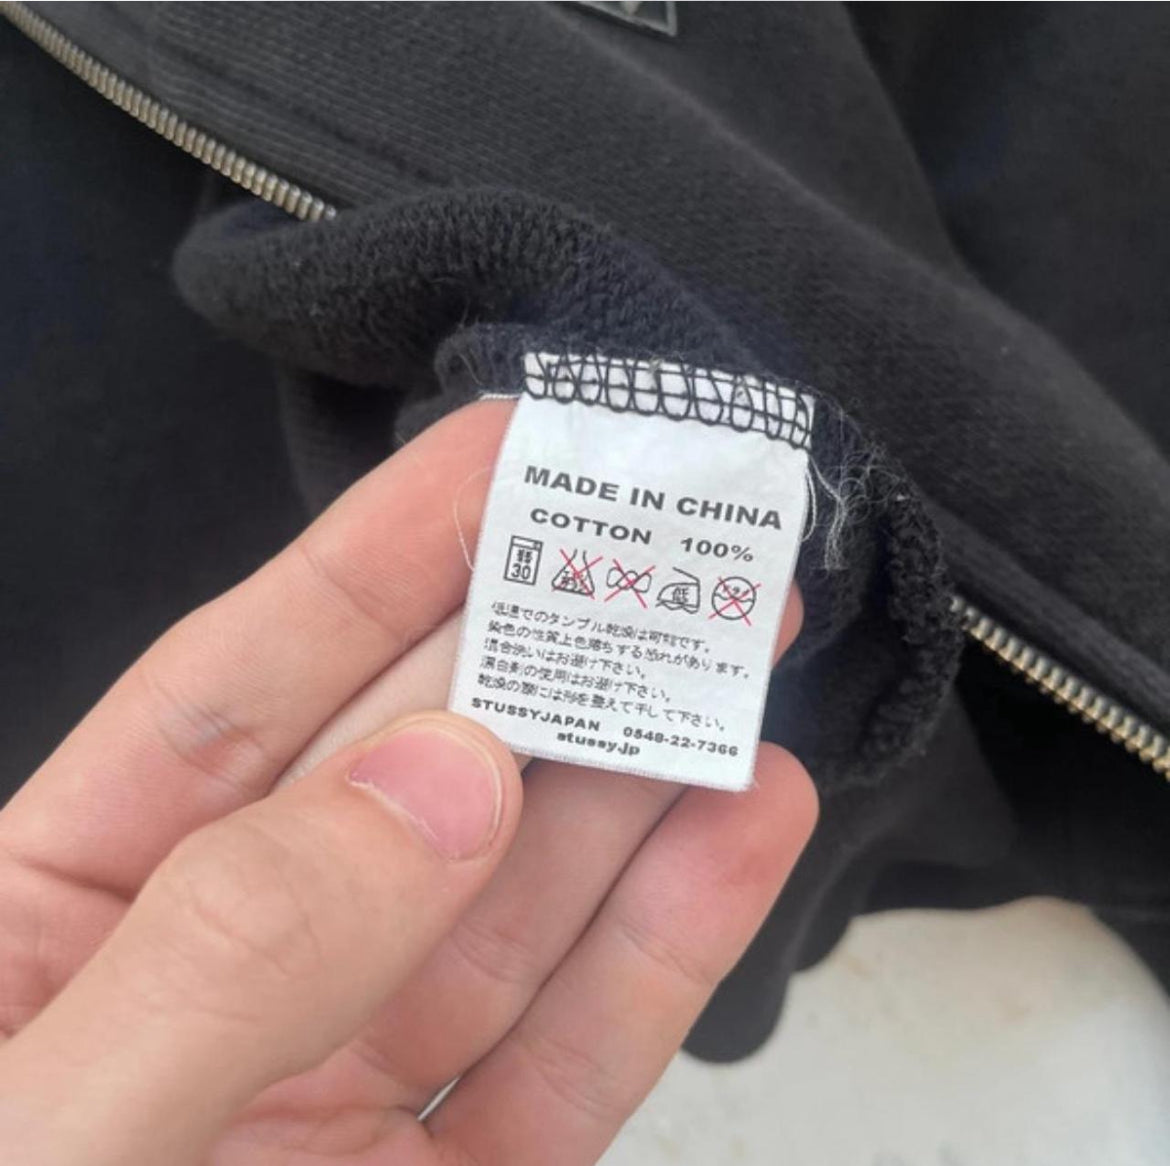 MADE IN CHINA
COTTON 100%
弱 30 低
低温でのタンブル乾燥は可能です。
染色の性質上色落ちする恐れがあります。
混合洗いはお避け下さい。
漂白剤の使用はお避け下さい。
乾燥の際には形を整えて干して下さい。
STUSSYJAPAN 0548-22-7366
stussy.jp